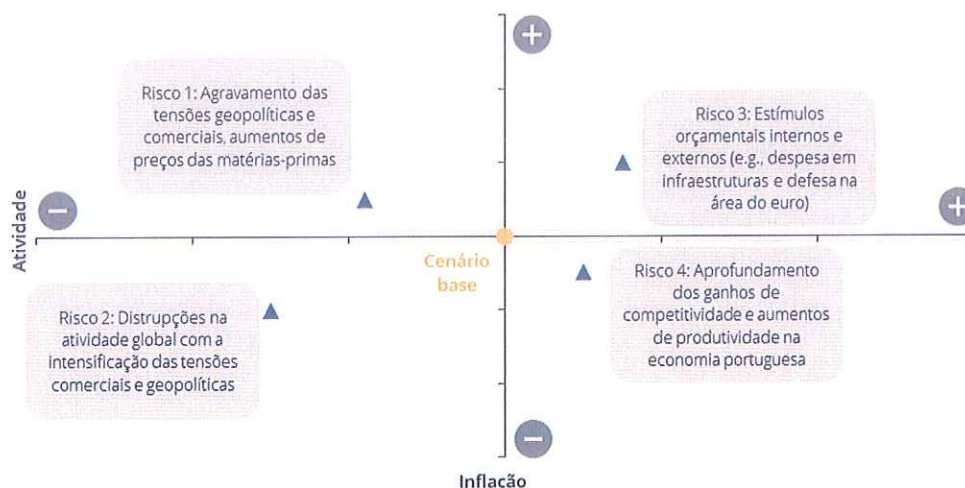 +
Risco 1: Agravamento das
tensões geopolíticas e
comerciais, aumentos de
preços das matérias-primas
Risco 3: Estímulos
orçamentais internos e
externos (e.g., despesa em
infraestruturas e defesa na
área do euro)
Atividade
−
+
Cenário
base
Risco 2: Distrupções na
atividade global com a
intensificação das tensões
comerciais e geopolíticas
Risco 4: Aprofundamento
dos ganhos de
competitividade e aumentos
de produtividade na
economia portuguesa
−
Inflação